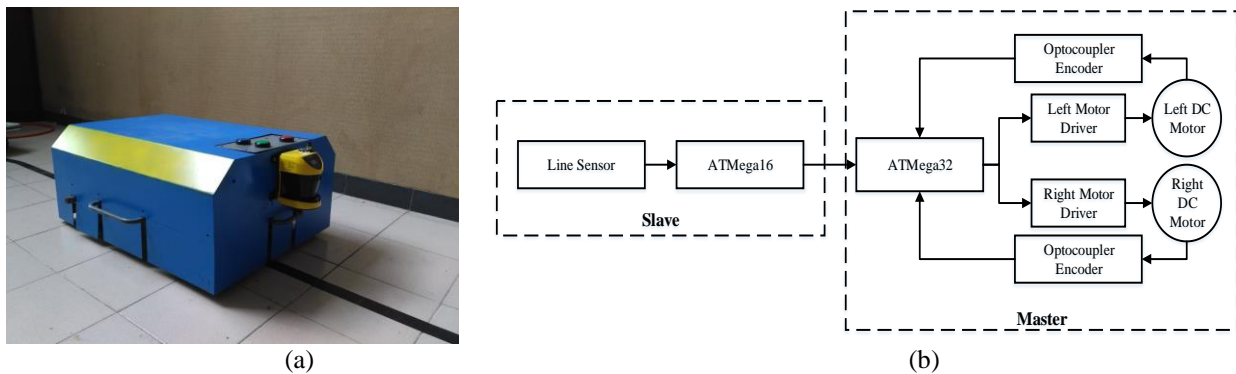 Line Sensor
ATMega16
Slave
ATMega32
Optocoupler
Encoder
Left Motor
Driver
Left DC
Motor
Right Motor
Driver
Right
DC
Motor
Optocoupler
Encoder
Master
(a)
(b)